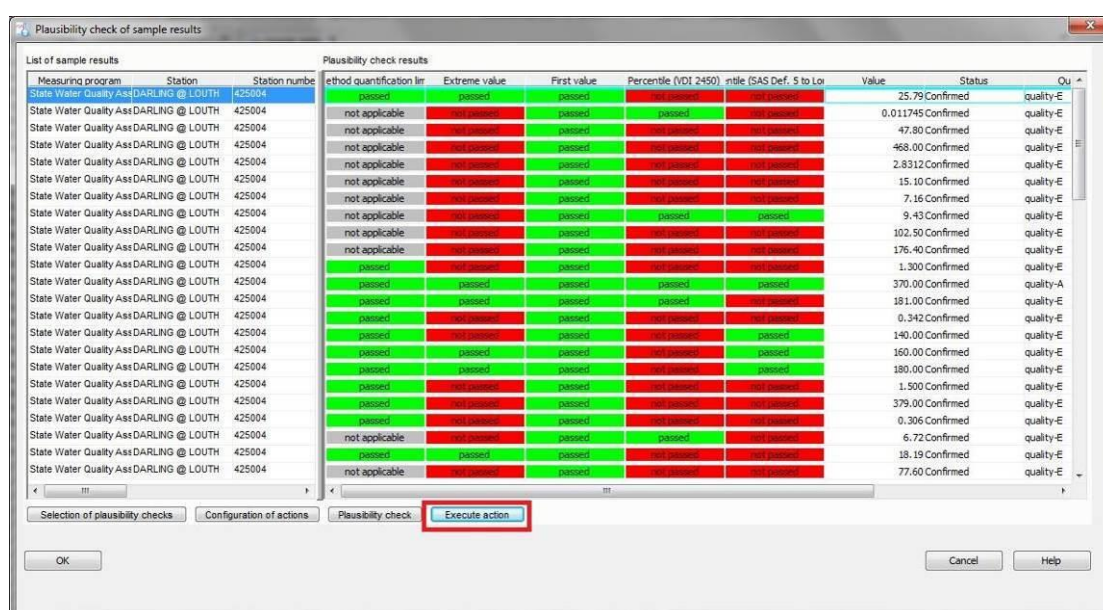 Plausibility check of sample results
List of sample results Plausibility check results
Measuring program Station Station numbe ethod quantification lim Extreme value First value Percentile (VDI 2450) ntile (SAS Def. 5 to Lo Value Status Qu
State Water Quality Ass DARLING @ LOUTH 425004 passed passed passed not passed not passed 25.79 Confirmed quality-E
State Water Quality Ass DARLING @ LOUTH 425004 not applicable not passed passed passed not passed 0.011745 Confirmed quality-E
State Water Quality Ass DARLING @ LOUTH 425004 not applicable not passed passed not passed not passed 47.80 Confirmed quality-E
State Water Quality Ass DARLING @ LOUTH 425004 not applicable not passed passed not passed not passed 468.00 Confirmed quality-E
State Water Quality Ass DARLING @ LOUTH 425004 not applicable not passed passed not passed not passed 2.8312 Confirmed quality-E
State Water Quality Ass DARLING @ LOUTH 425004 not applicable not passed passed not passed not passed 15.10 Confirmed quality-E
State Water Quality Ass DARLING @ LOUTH 425004 not applicable not passed passed not passed not passed 7.16 Confirmed quality-E
State Water Quality Ass DARLING @ LOUTH 425004 not applicable not passed passed passed passed 9.43 Confirmed quality-E
State Water Quality Ass DARLING @ LOUTH 425004 not applicable not passed passed not passed not passed 102.50 Confirmed quality-E
State Water Quality Ass DARLING @ LOUTH 425004 not applicable not passed passed not passed not passed 176.40 Confirmed quality-E
State Water Quality Ass DARLING @ LOUTH 425004 passed not passed passed not passed not passed 1.300 Confirmed quality-E
State Water Quality Ass DARLING @ LOUTH 425004 passed passed passed passed passed 370.00 Confirmed quality-A
State Water Quality Ass DARLING @ LOUTH 425004 passed passed passed passed not passed 181.00 Confirmed quality-E
State Water Quality Ass DARLING @ LOUTH 425004 passed not passed passed not passed not passed 0.342 Confirmed quality-E
State Water Quality Ass DARLING @ LOUTH 425004 passed not passed passed not passed passed 140.00 Confirmed quality-E
State Water Quality Ass DARLING @ LOUTH 425004 passed passed passed not passed passed 160.00 Confirmed quality-E
State Water Quality Ass DARLING @ LOUTH 425004 passed passed passed not passed passed 180.00 Confirmed quality-E
State Water Quality Ass DARLING @ LOUTH 425004 passed not passed passed not passed not passed 1.500 Confirmed quality-E
State Water Quality Ass DARLING @ LOUTH 425004 passed not passed passed not passed not passed 379.00 Confirmed quality-E
State Water Quality Ass DARLING @ LOUTH 425004 passed not passed passed not passed not passed 0.306 Confirmed quality-E
State Water Quality Ass DARLING @ LOUTH 425004 not applicable not passed passed passed not passed 6.72 Confirmed quality-E
State Water Quality Ass DARLING @ LOUTH 425004 passed passed passed not passed not passed 18.19 Confirmed quality-E
State Water Quality Ass DARLING @ LOUTH 425004 not applicable not passed passed not passed not passed 77.60 Confirmed quality-E
Selection of plausibility checks Configuration of actions Plausibility check Execute action
OK Cancel Help